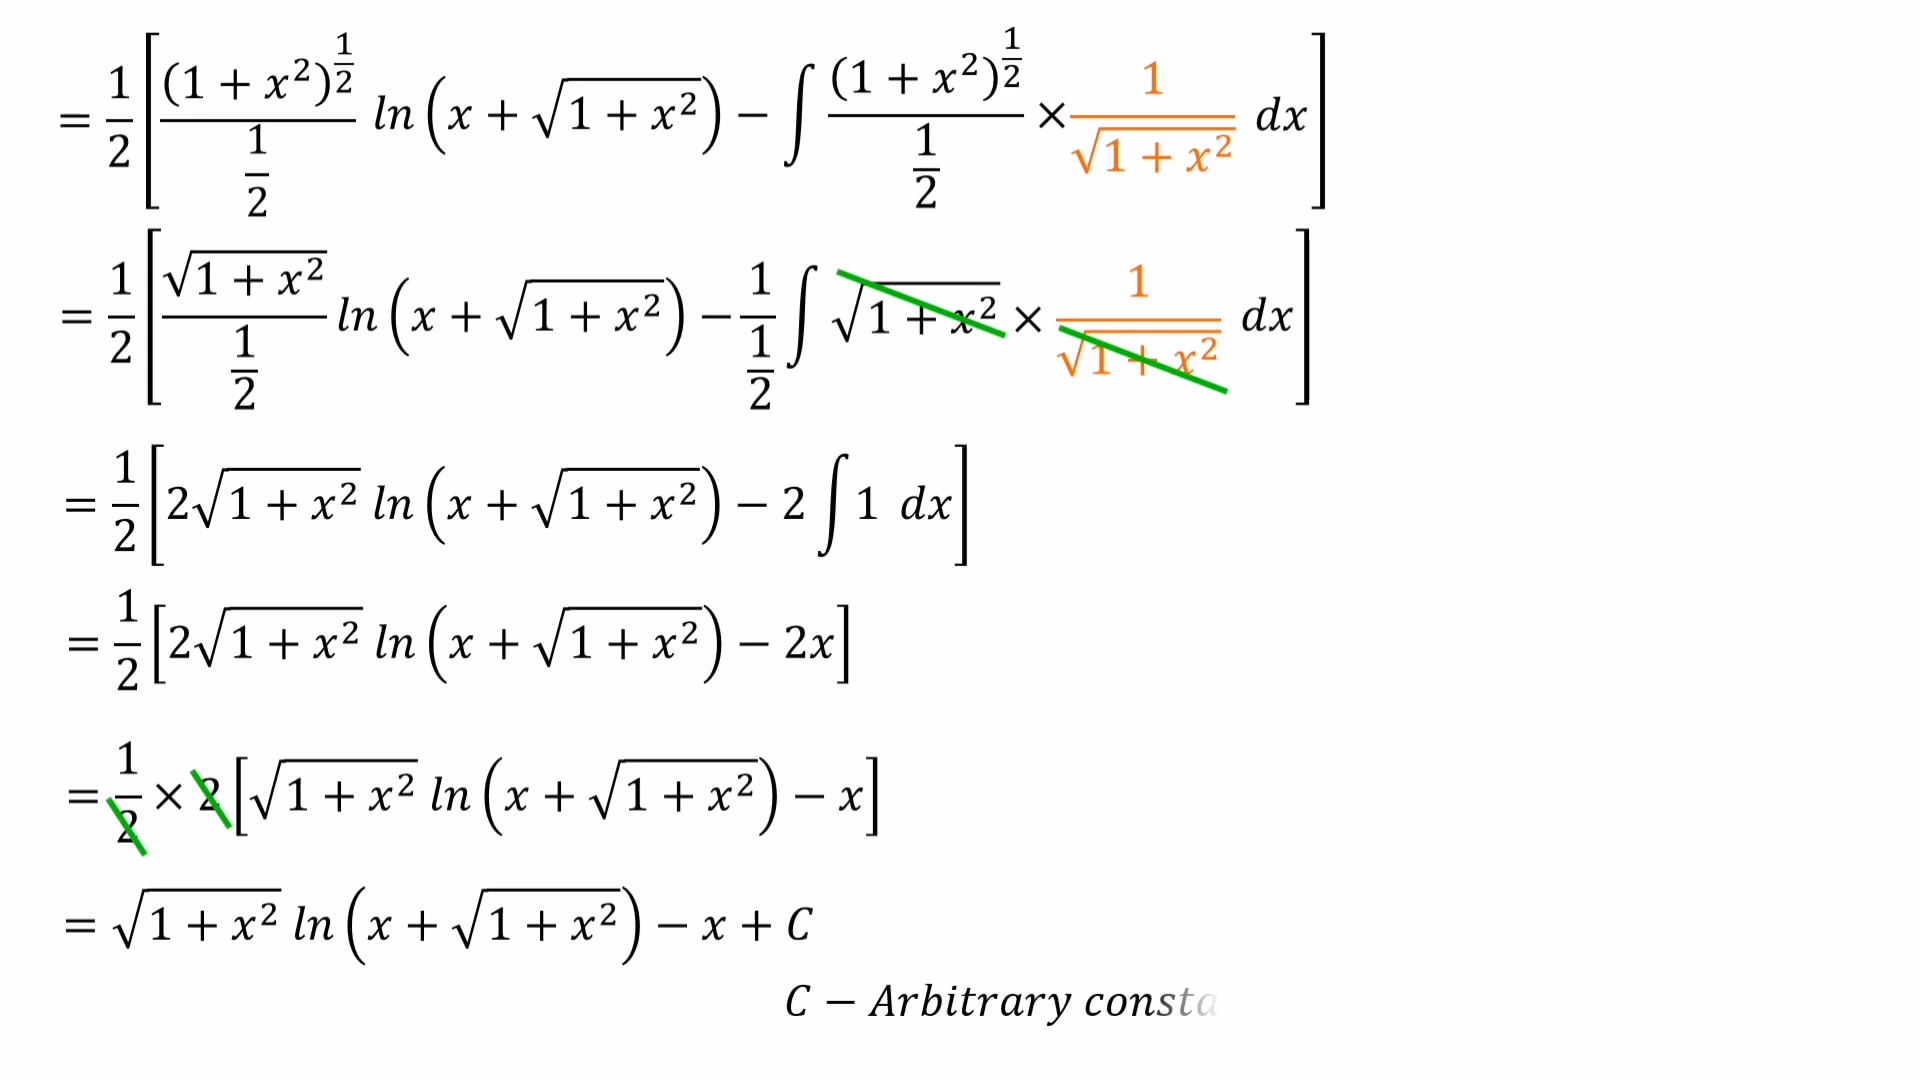 = 1/2 [ (1 + x²)^(1/2) / (1/2) ln (x + √(1 + x²)) − ∫ (1 + x²)^(1/2) / (1/2) × 1/√(1 + x²) dx ]
= 1/2 [ √(1 + x²) / (1/2) ln (x + √(1 + x²)) − 1/(1/2) ∫ √(1 + x²) × 1/√(1 + x²) dx ]
= 1/2 [ 2√(1 + x²) ln (x + √(1 + x²)) − 2 ∫ 1 dx ]
= 1/2 [ 2√(1 + x²) ln (x + √(1 + x²)) − 2x ]
= 1/2 × 2 [ √(1 + x²) ln (x + √(1 + x²)) − x ]
= √(1 + x²) ln (x + √(1 + x²)) − x + C
C − Arbitrary consta